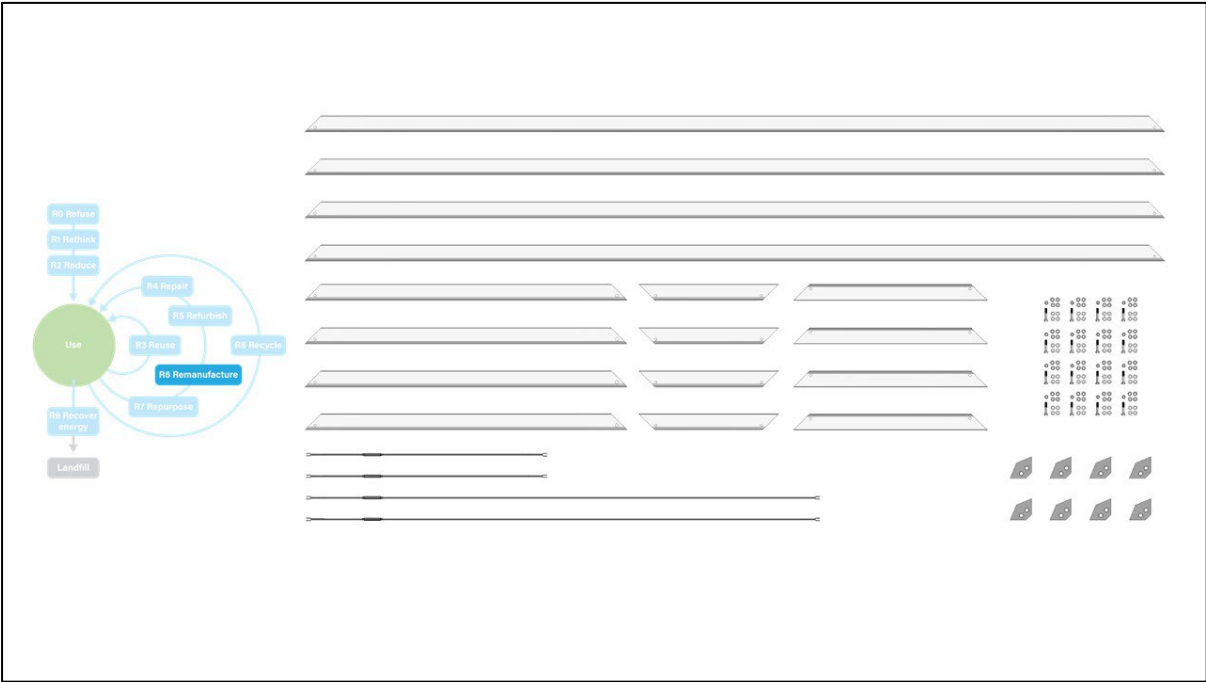 R0 Refuse
R1 Rethink
R2 Reduce
R4 Repair
R5 Refurbish
Use
R3 Reuse
R8 Recycle
R6 Remanufacture
R7 Repurpose
R9 Recover
energy
Landfill